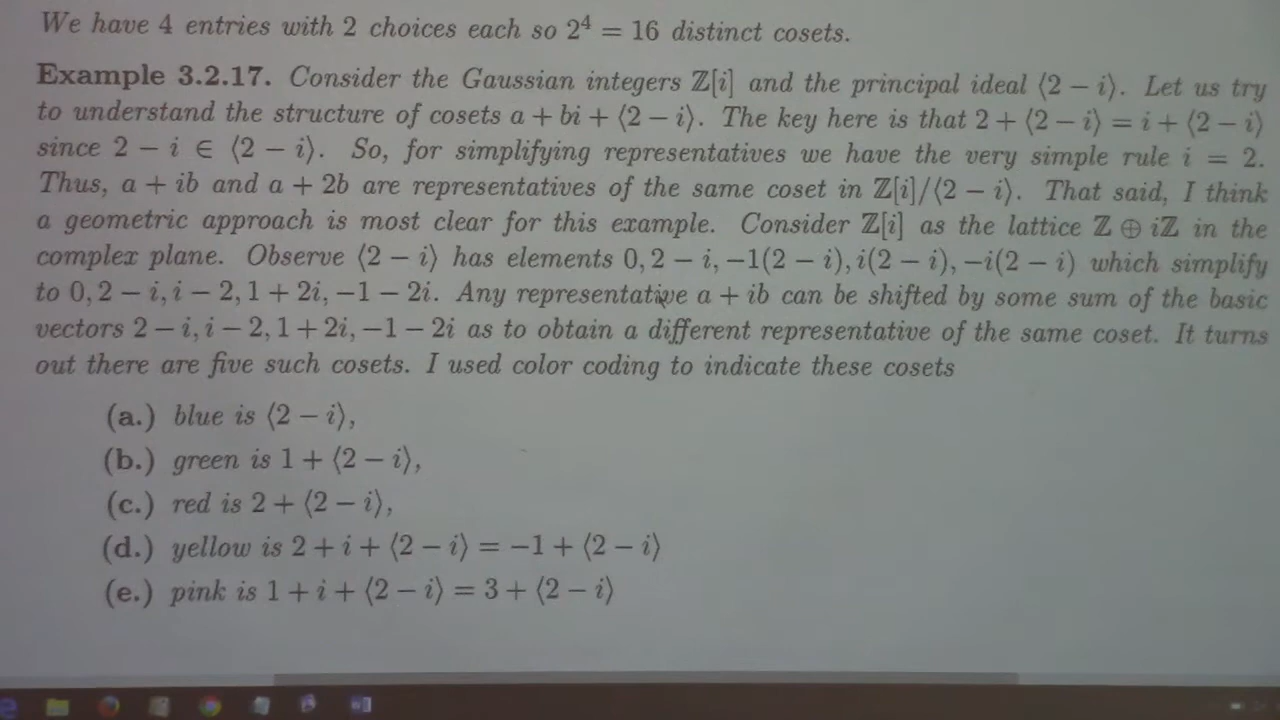 We have 4 entries with 2 choices each so 2⁴ = 16 distinct cosets.
Example 3.2.17. Consider the Gaussian integers ℤ[i] and the principal ideal ⟨2 − i⟩. Let us try
to understand the structure of cosets a + bi + ⟨2 − i⟩. The key here is that 2 + ⟨2 − i⟩ = i + ⟨2 − i⟩
since 2 − i ∈ ⟨2 − i⟩. So, for simplifying representatives we have the very simple rule i = 2.
Thus, a + ib and a + 2b are representatives of the same coset in ℤ[i]/⟨2 − i⟩. That said, I think
a geometric approach is most clear for this example. Consider ℤ[i] as the lattice ℤ ⊕ iℤ in the
complex plane. Observe ⟨2 − i⟩ has elements 0, 2 − i, −1(2 − i), i(2 − i), −i(2 − i) which simplify
to 0, 2 − i, i − 2, 1 + 2i, −1 − 2i. Any representative a + ib can be shifted by some sum of the basic
vectors 2 − i, i − 2, 1 + 2i, −1 − 2i as to obtain a different representative of the same coset. It turns
out there are five such cosets. I used color coding to indicate these cosets
(a.) blue is ⟨2 − i⟩,
(b.) green is 1 + ⟨2 − i⟩,
(c.) red is 2 + ⟨2 − i⟩,
(d.) yellow is 2 + i + ⟨2 − i⟩ = −1 + ⟨2 − i⟩
(e.) pink is 1 + i + ⟨2 − i⟩ = 3 + ⟨2 − i⟩